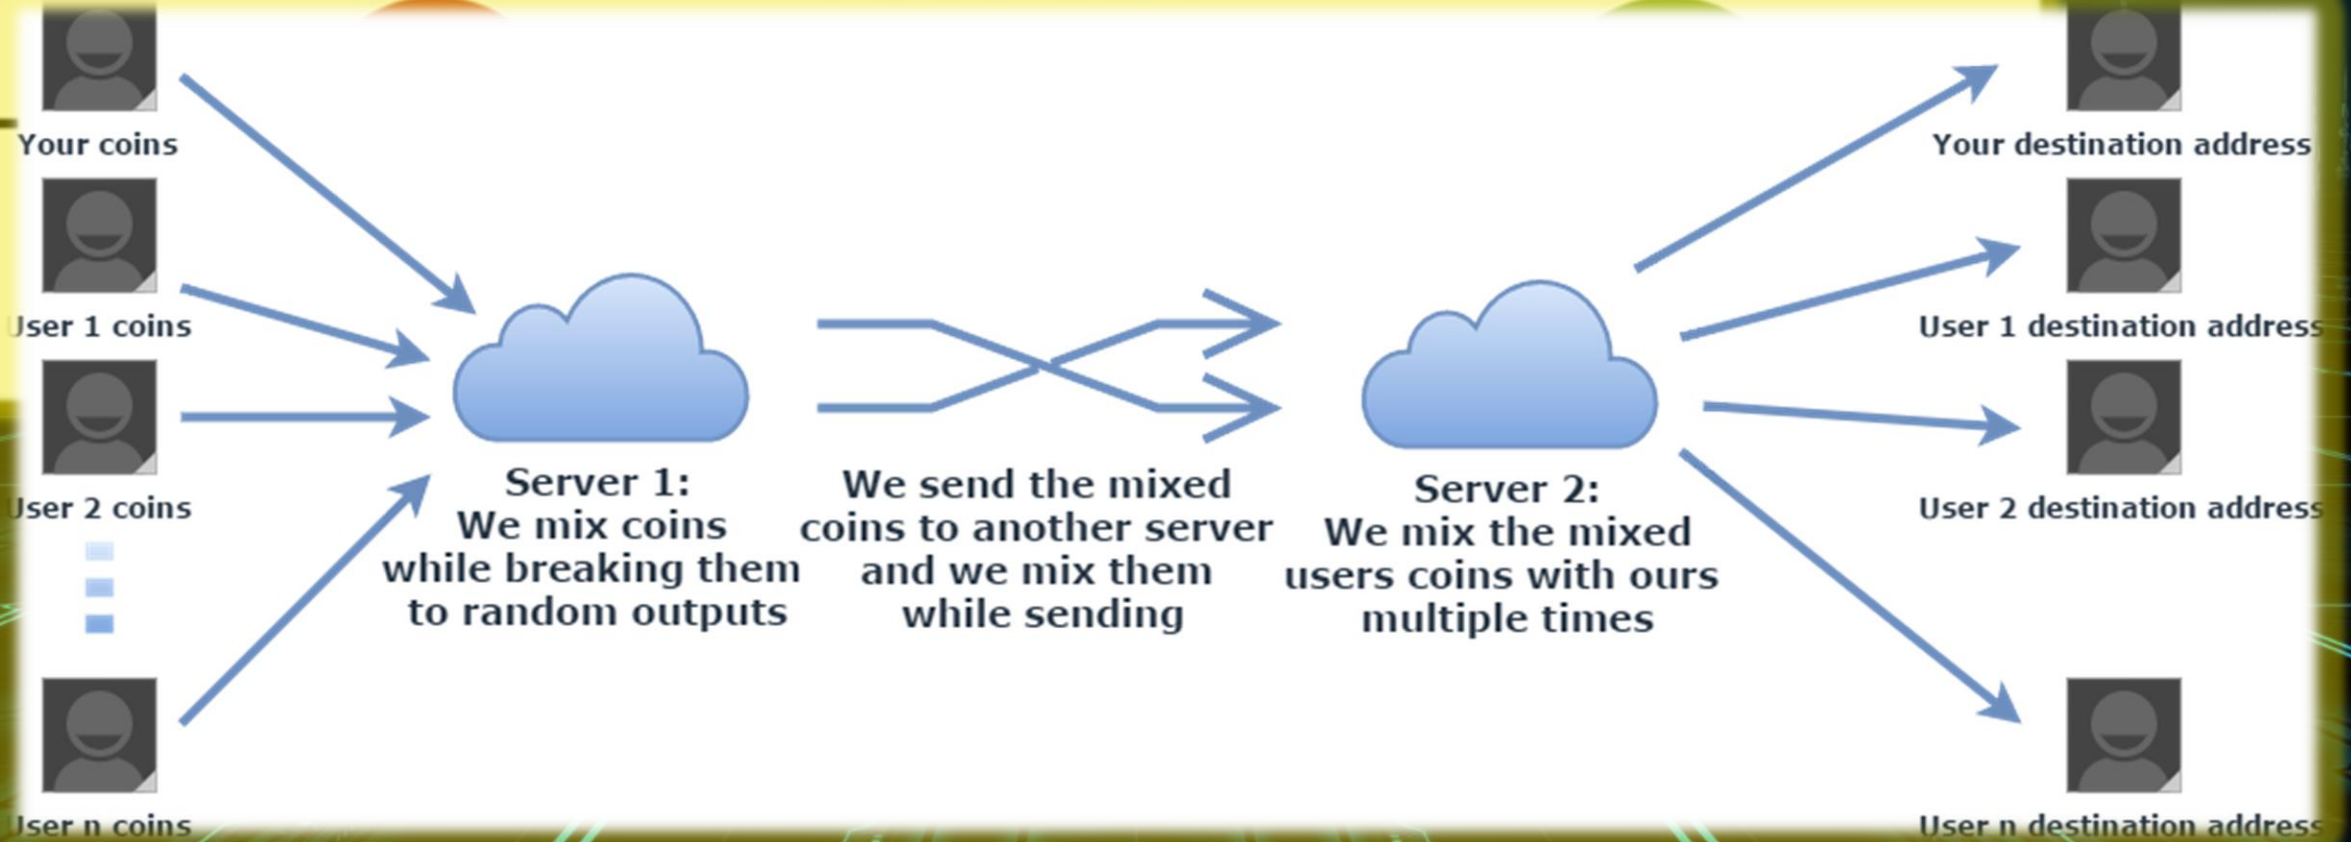 Your coins
User 1 coins
User 2 coins
User n coins
Server 1:
We mix coins
while breaking them
to random outputs
We send the mixed
coins to another server
and we mix them
while sending
Server 2:
We mix the mixed
users coins with ours
multiple times
Your destination address
User 1 destination address
User 2 destination address
User n destination address